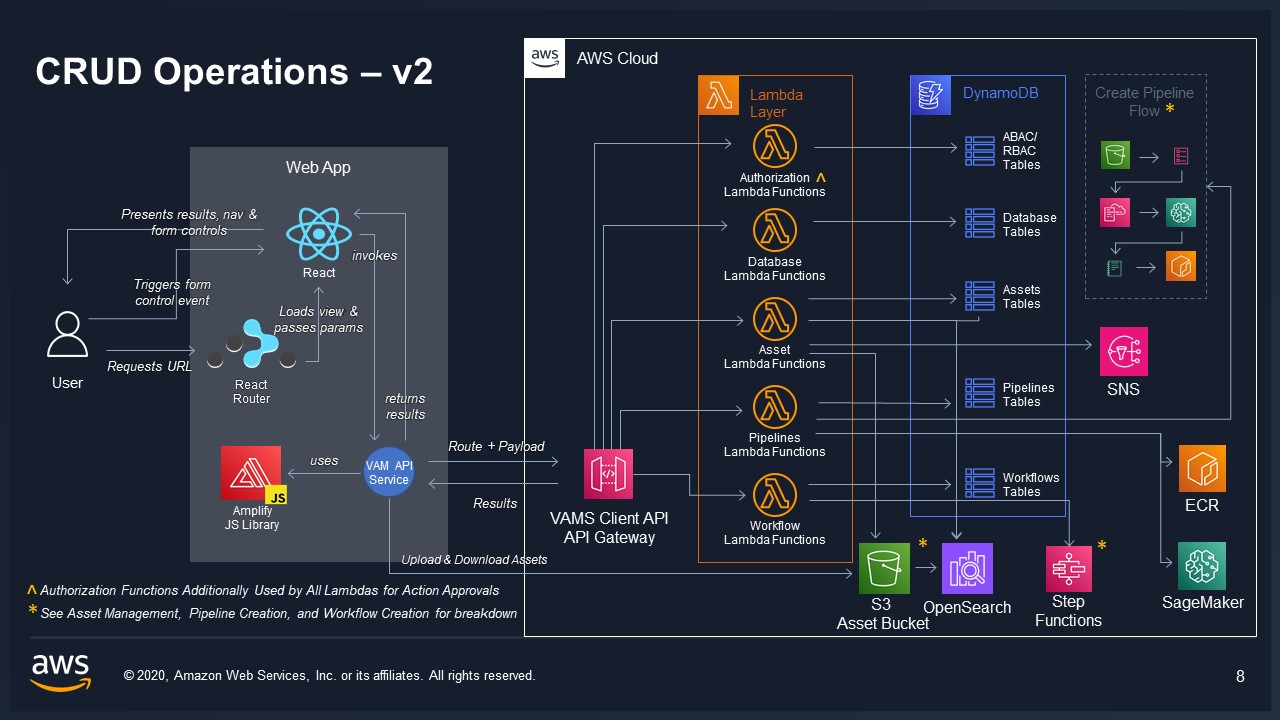 CRUD Operations – v2
aws
AWS Cloud
Lambda
Layer
DynamoDB
Create Pipeline
Flow *
Web App
Authorization ^
Lambda Functions
ABAC/
RBAC
Tables
Presents results, nav &
form controls
Database
Lambda Functions
Database
Tables
invokes
React
Triggers form
control event
Assets
Tables
Loads view &
passes params
Asset
Lambda Functions
User
Requests URL
React
Router
SNS
returns
results
Pipelines
Tables
Pipelines
Lambda Functions
Route + Payload
uses
VAM API
Service
JS
Amplify
JS Library
Results
Workflows
Tables
ECR
VAMS Client API
API Gateway
Workflow
Lambda Functions
*
*
Upload & Download Assets
S3
Asset Bucket
OpenSearch
Step
Functions
SageMaker
^ Authorization Functions Additionally Used by All Lambdas for Action Approvals
* See Asset Management, Pipeline Creation, and Workflow Creation for breakdown
aws
© 2020, Amazon Web Services, Inc. or its affiliates. All rights reserved.
8